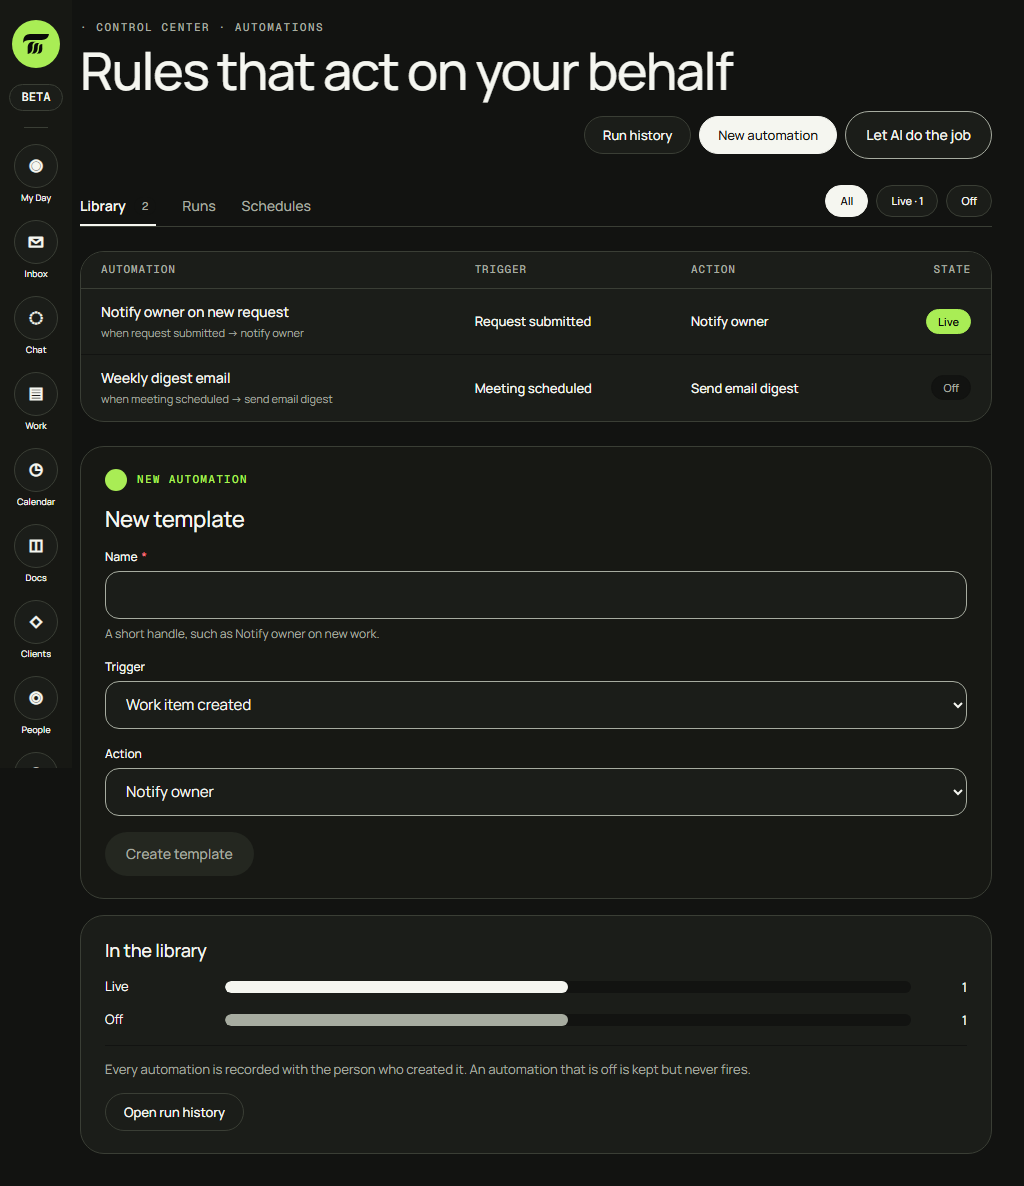 · CONTROL CENTER · AUTOMATIONS
Rules that act on your behalf
BETA
Run history
New automation
Let AI do the job
My Day
Inbox
Chat
Work
Calendar
Docs
Clients
People
Library 2 Runs Schedules
All Live · 1 Off
AUTOMATION TRIGGER ACTION STATE
Notify owner on new request
when request submitted → notify owner
Request submitted
Notify owner
Live
Weekly digest email
when meeting scheduled → send email digest
Meeting scheduled
Send email digest
Off
NEW AUTOMATION
New template
Name *
A short handle, such as Notify owner on new work.
Trigger
Work item created
Action
Notify owner
Create template
In the library
Live 1
Off 1
Every automation is recorded with the person who created it. An automation that is off is kept but never fires.
Open run history